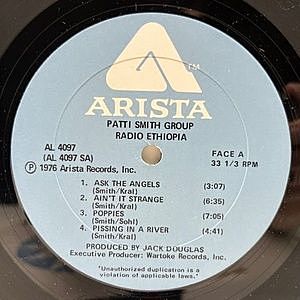 TM
ARISTA
PATTI SMITH GROUP
RADIO ETHIOPIA
AL 4097
(AL 4097 SA)
℗ 1976 Arista Records, Inc.
FACE A
33 1/3 RPM
1. ASK THE ANGELS (3:07)
(Smith/Kral)
2. AIN'T IT STRANGE (6:35)
(Smith/Kral)
3. POPPIES (7:05)
(Smith/Sohl)
4. PISSING IN A RIVER (4:41)
(Smith/Kral)
PRODUCED BY JACK DOUGLAS
Executive Producer: Wartoke Records, Inc.
"Unauthorized duplication is a
violation of applicable laws."